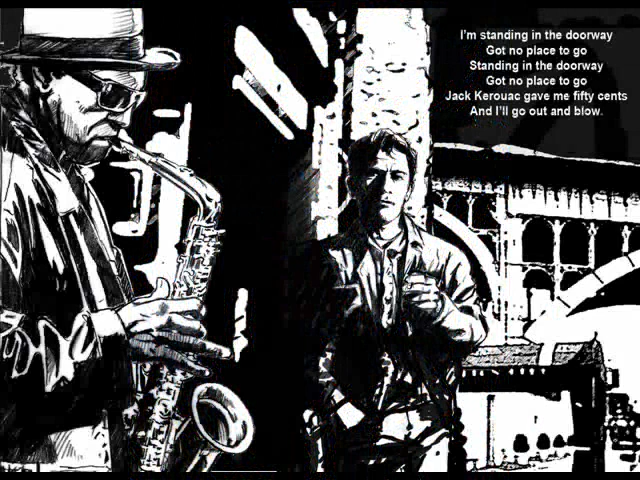 I'm standing in the doorway
Got no place to go
Standing in the doorway
Got no place to go
Jack Kerouac gave me fifty cents
And I'll go out and blow.